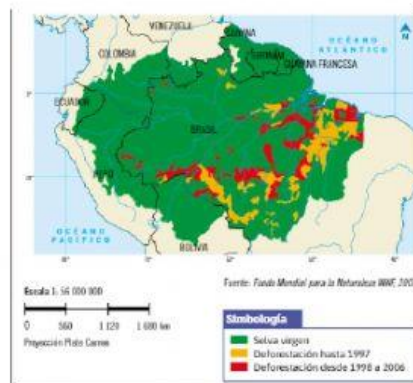 VENEZUELA
GUYANA
OCÉANO
ATLÁNTICO
COLOMBIA
SURINAM
GUAYANA FRANCESA
ECUADOR
BRASIL
PERÚ
OCÉANO
PACÍFICO
BOLIVIA
Escala 1: 56 000 000
0 560 1 120 1 680 km
Proyección Plate Carree
Fuente: Fondo Mundial para la Naturaleza WWF,
Simbología
Selva virgen
Deforestación hasta 1997
Deforestación desde 1998 a 2006